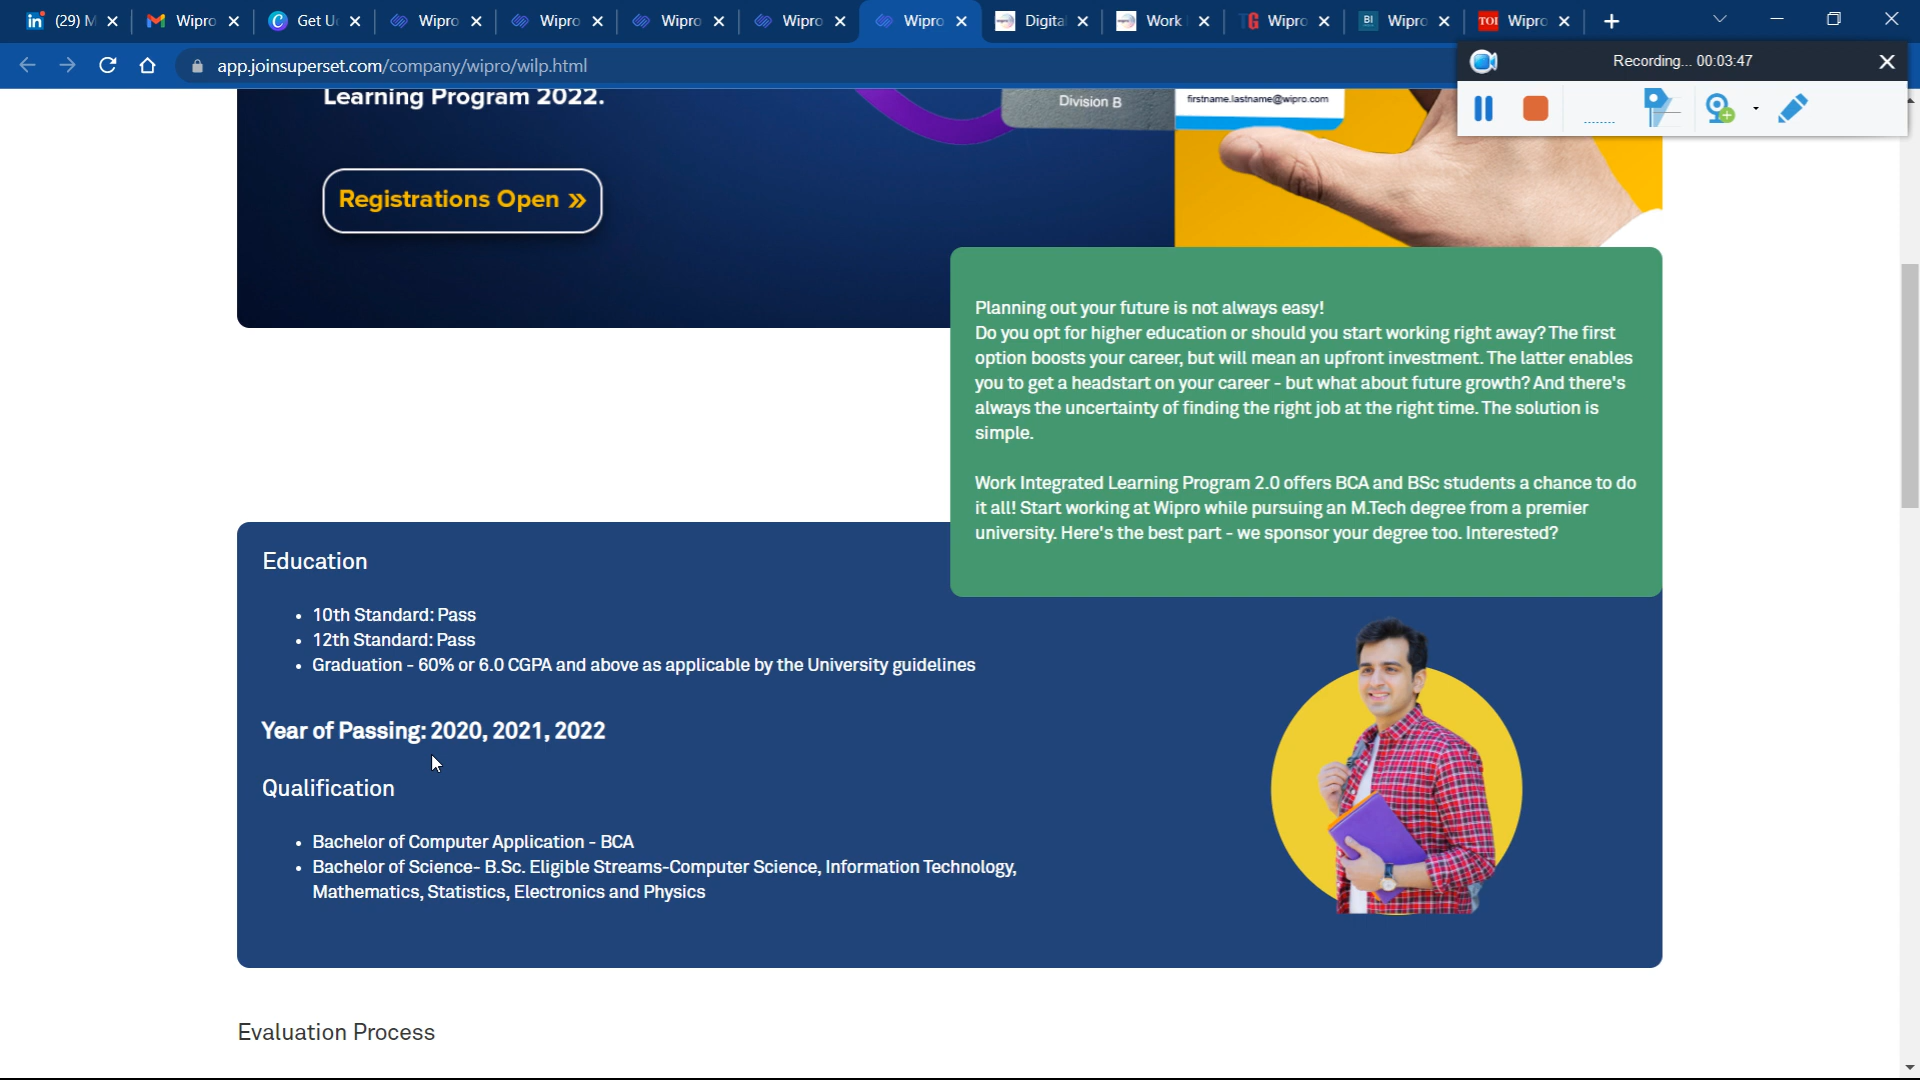 (29) M
Wipro
Get U
Wipro
Wipro
Wipro
Wipro
Wipro
Digita
Work
TG Wipro
BI Wipro
TOI Wipro
app.joinsuperset.com/company/wipro/wilp.html
Recording... 00:03:47
Learning Program 2022.
Division B
firstname.lastname@wipro.com
Registrations Open »
Planning out your future is not always easy!
Do you opt for higher education or should you start working right away? The first
option boosts your career, but will mean an upfront investment. The latter enables
you to get a headstart on your career - but what about future growth? And there's
always the uncertainty of finding the right job at the right time. The solution is
simple.
Work Integrated Learning Program 2.0 offers BCA and BSc students a chance to do
it all! Start working at Wipro while pursuing an M.Tech degree from a premier
university. Here's the best part - we sponsor your degree too. Interested?
Education
• 10th Standard: Pass
• 12th Standard: Pass
• Graduation - 60% or 6.0 CGPA and above as applicable by the University guidelines
Year of Passing: 2020, 2021, 2022
Qualification
• Bachelor of Computer Application - BCA
• Bachelor of Science- B.Sc. Eligible Streams-Computer Science, Information Technology,
Mathematics, Statistics, Electronics and Physics
Evaluation Process